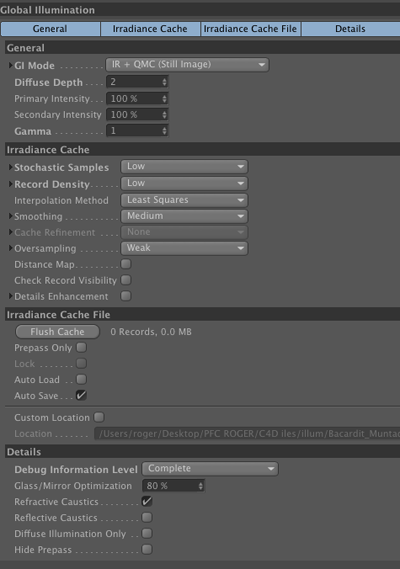 Global Illumination
General Irradiance Cache Irradiance Cache File Details
General
GI Mode ......... IR + QMC (Still Image)
Diffuse Depth .. 2
Primary Intensity... 100 %
Secondary Intensity 100 %
Gamma ........ 1
Irradiance Cache
Stochastic Samples Low
Record Density...... Low
Interpolation Method Least Squares
Smoothing .......... Medium
Cache Refinement .. None
Oversampling ....... Weak
Distance Map...
Check Record Visibility
Details Enhancement
Irradiance Cache File
Flush Cache 0 Records, 0.0 MB
Prepass Only
Lock ......
Auto Load ..
Auto Save...
Custom Location
Location ....... /Users/roger/Desktop/PFC ROGER/C4D iles/illum/Bacardit_Munta
Details
Debug Information Level Complete
Glass/Mirror Optimization 80 %
Refractive Caustics........
Reflective Caustics........
Diffuse Illumination Only ..
Hide Prepass ............